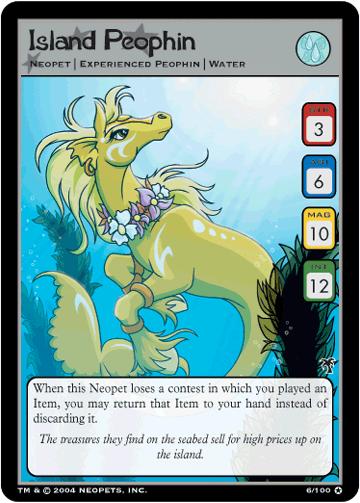 Island Peophin
Neopet | Experienced Peophin | Water
STR
3
AGI
6
MAG
10
INT
12
When this Neopet loses a contest in which you played an
Item, you may return that Item to your hand instead of
discarding it.
The treasures they find on the seabed sell for high prices up on
the island.
TM & © 2004 NEOPETS, INC.
6/100